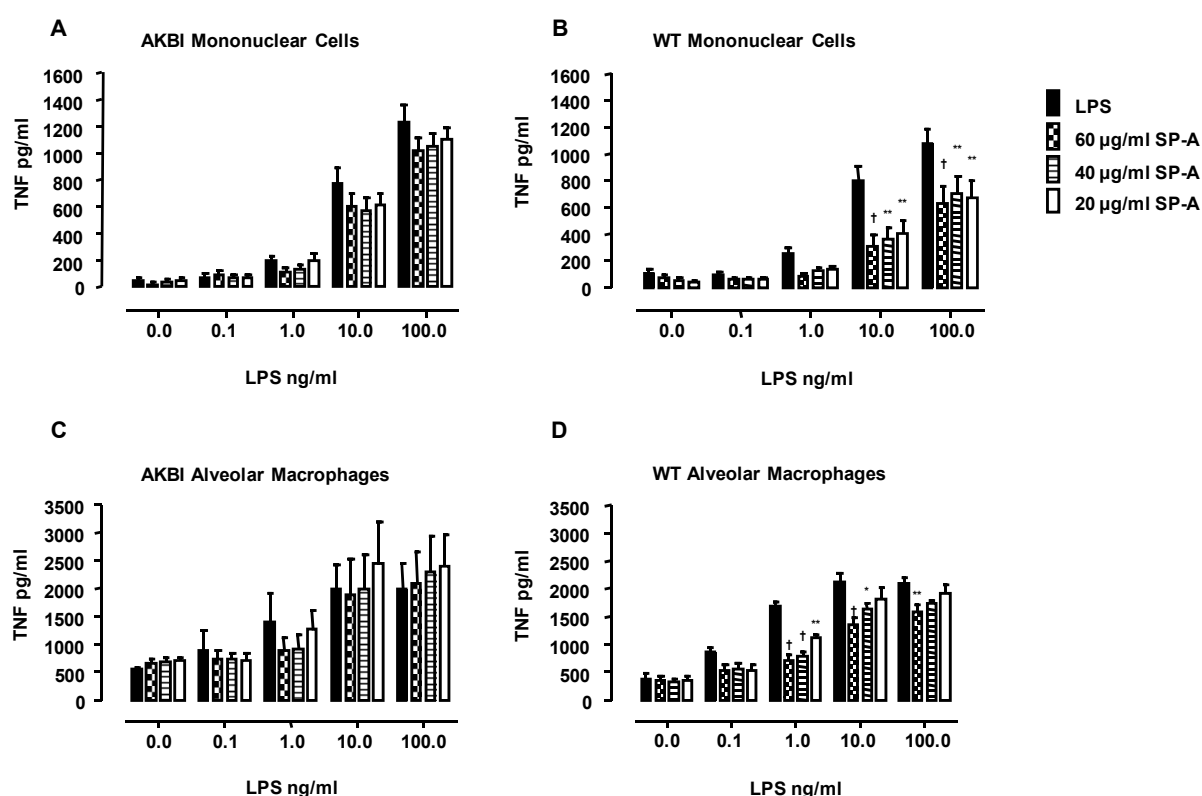 A
AKBI Mononuclear Cells
1600
1400
1200
1000
800
600
400
200
0
TNF pg/ml
0.0 0.1 1.0 10.0 100.0
LPS ng/ml
B
WT Mononuclear Cells
1600
1400
1200
1000
800
600
400
200
0
TNF pg/ml
† ** **
† ** **
0.0 0.1 1.0 10.0 100.0
LPS ng/ml
LPS
60 µg/ml SP-A
40 µg/ml SP-A
20 µg/ml SP-A
C
AKBI Alveolar Macrophages
3500
3000
2500
2000
1500
1000
500
0
TNF pg/ml
0.0 0.1 1.0 10.0 100.0
LPS ng/ml
D
WT Alveolar Macrophages
3500
3000
2500
2000
1500
1000
500
0
TNF pg/ml
† † **
† *
**
0.0 0.1 1.0 10.0 100.0
LPS ng/ml